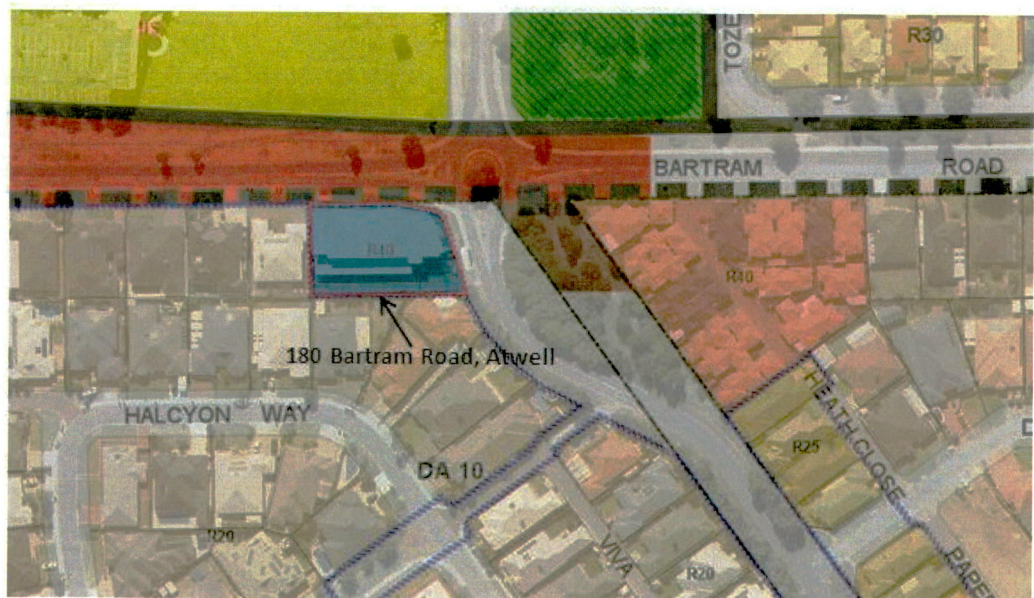 R30
TOZE
BARTRAM ROAD
R40
R40
180 Bartram Road, Atwell
HALCYON WAY
HEATH CLOSE
DA 10
R25
R20
VIVA
R20
PAPER
D